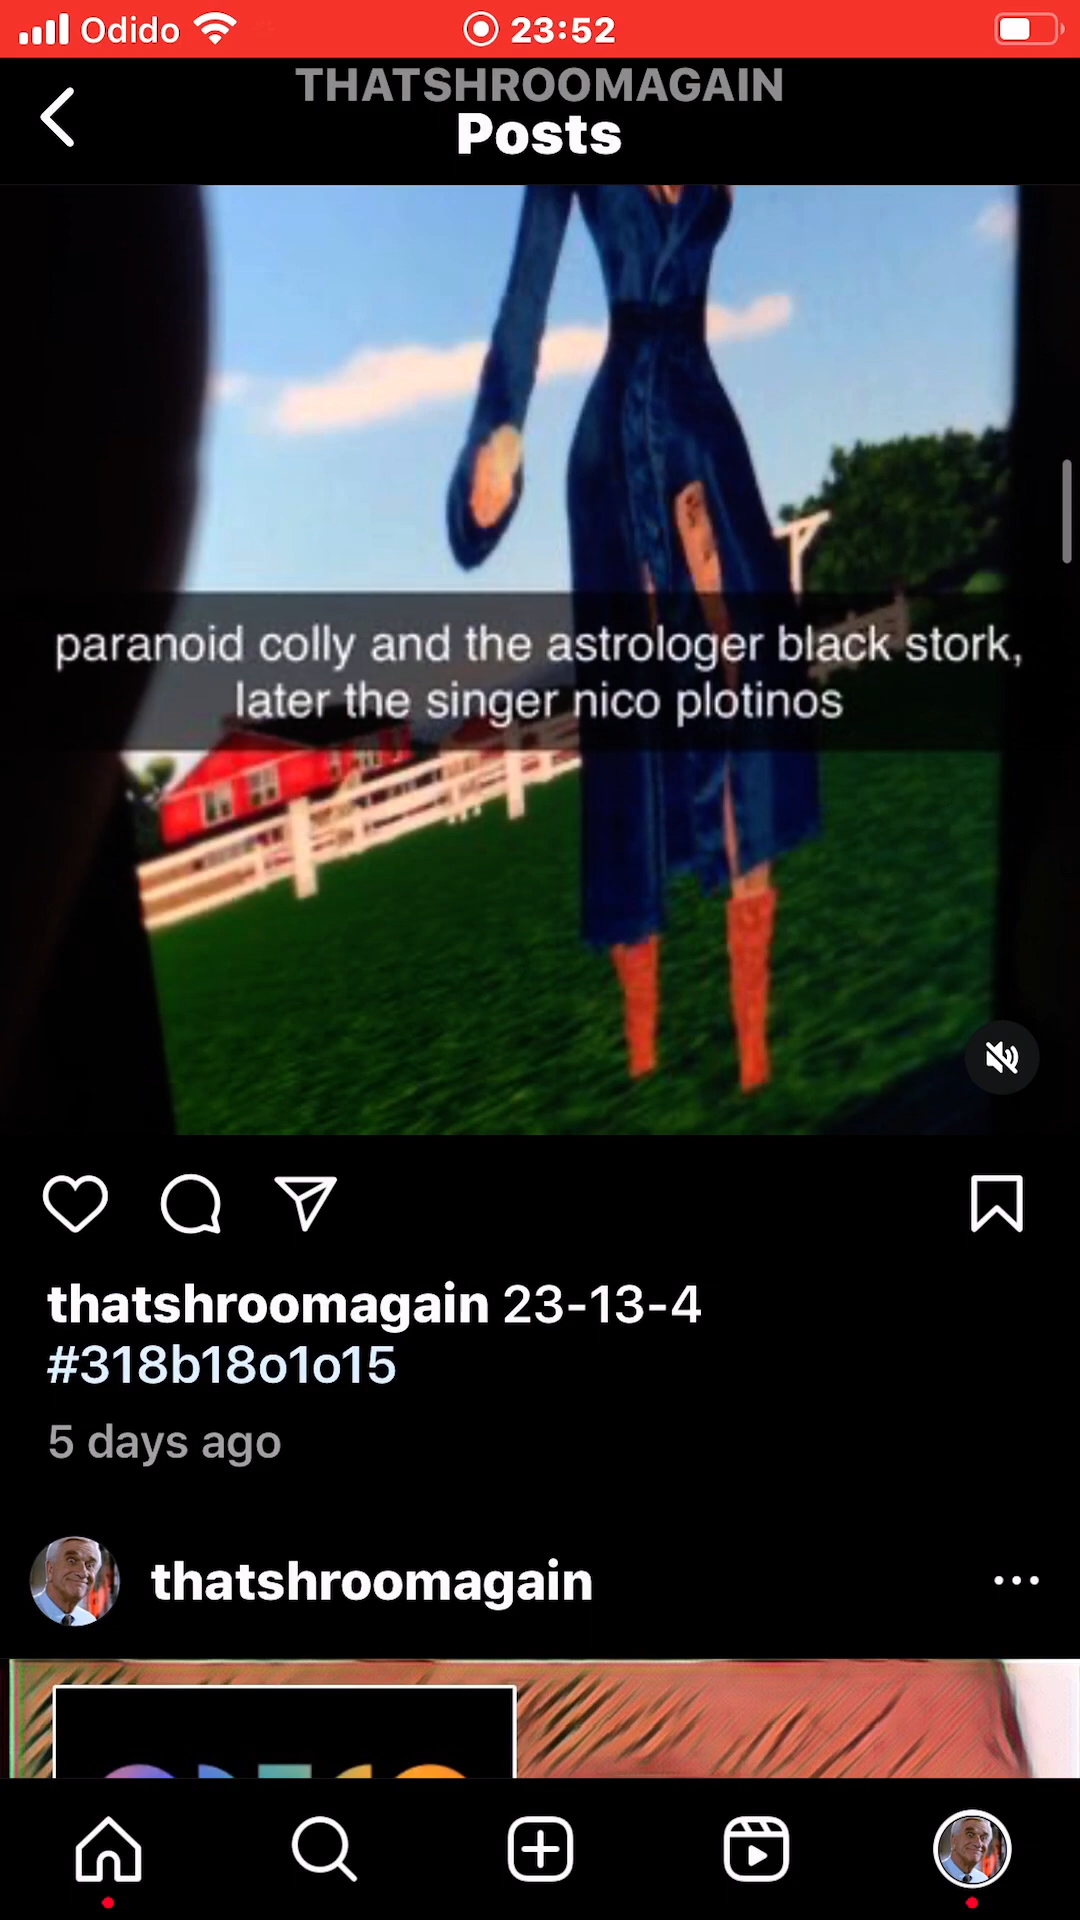 Odido
23:52
THATSHROOMAGAIN
Posts
paranoid colly and the astrologer black stork,
later the singer nico plotinos
thatshroomagain 23-13-4
#318b18o1o15
5 days ago
thatshroomagain